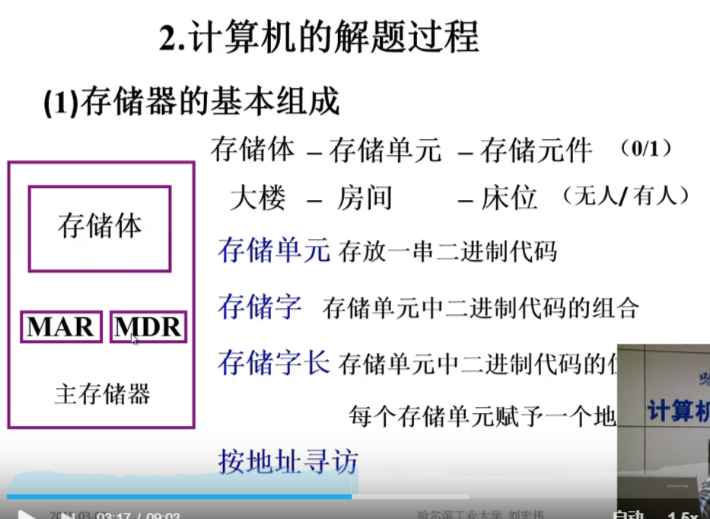 2.计算机的解题过程
(1)存储器的基本组成
存储体 – 存储单元 – 存储元件 （0/1）
大楼 – 房间 – 床位 （无人/ 有人）
存储体
存储单元 存放一串二进制代码
MAR MDR
存储字 存储单元中二进制代码的组合
存储字长 存储单元中二进制代码的
主存储器
每个存储单元赋予一个地
按地址寻访
计算机
03:17 / 09:03
哈尔滨工业大学 刘宏伟
自动 1.5x